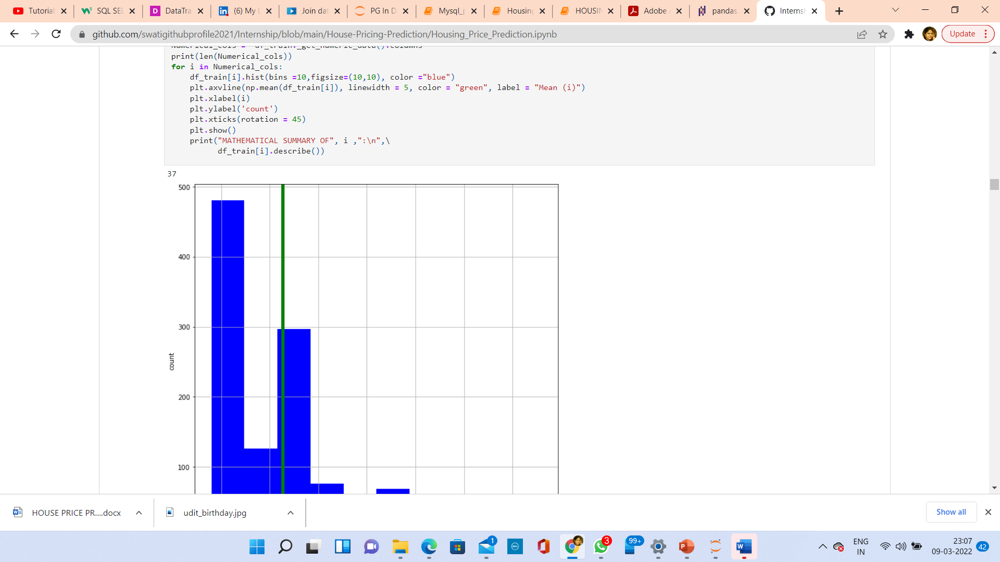 Tutorial
SQL SEL
DataTra
(6) My L
Join dat
PG In D
Mysql_p
Housing
HOUSIN
Adobe A
pandas.
Internsh
github.com/swatigithubprofile2021/Internship/blob/main/House-Pricing-Prediction/Housing_Price_Prediction.ipynb
Update
Numerical_cols = df_train._get_numeric_data().columns
print(len(Numerical_cols))
for i in Numerical_cols:
    df_train[i].hist(bins =10,figsize=(10,10), color ="blue")
    plt.axvline(np.mean(df_train[i]), linewidth = 5, color = "green", label = "Mean (i)")
    plt.xlabel(i)
    plt.ylabel('count')
    plt.xticks(rotation = 45)
    plt.show()
    print("MATHEMATICAL SUMMARY OF", i ,":\n",\
          df_train[i].describe())
37
500
400
300
200
100
count
HOUSE PRICE PR....docx
udit_birthday.jpg
Show all
1
DELL
3
99+
ENG
IN
23:07
09-03-2022
42